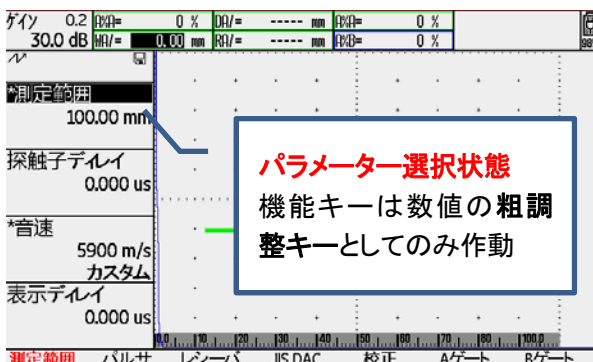 ゲイン 0.2 A%A= 0 % DA/= ----- mm A%A= 0 %
30.0 dB MA/= 0.00 mm RA/= ----- mm A%B= 0 %
*測定範囲
100.00 mm
探触子ディレイ
0.000 us
*音速
5900 m/s
カスタム
表示ディレイ
0.000 us
パラメーター選択状態
機能キーは数値の粗調
整キーとしてのみ作動
0.0 10 20 30 40 50 60 70 80 100.0
測定範囲 パルサ レシーバ JIS DAC 校正 Aゲート Bゲート